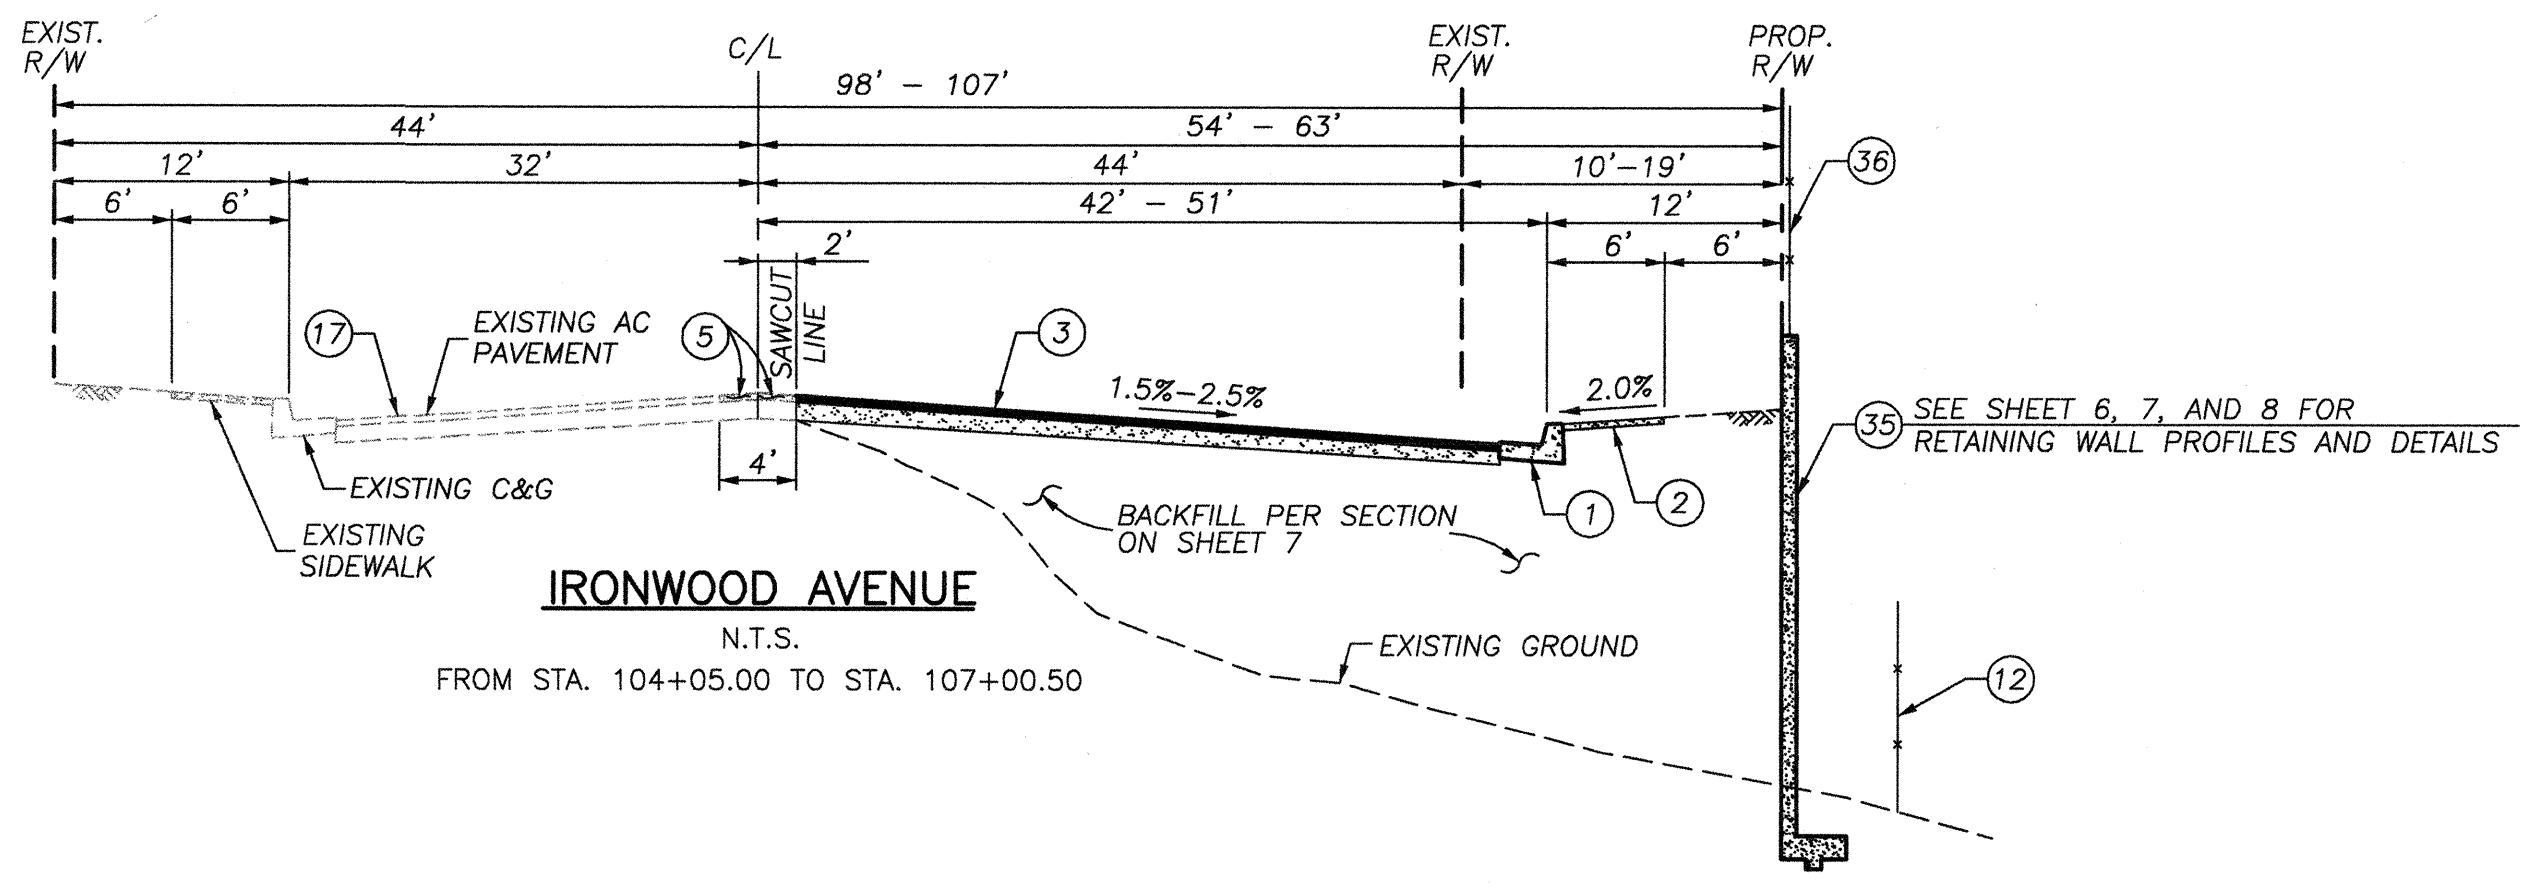 EXIST.
R/W
C/L
EXIST.
R/W
PROP.
R/W
98' - 107'
44'
54' - 63'
12'
32'
44'
10'-19'
36
6'
6'
42' - 51'
12'
2'
6'
6'
SAWCUT
LINE
17
EXISTING AC
PAVEMENT
5
3
1.5%-2.5%
2.0%
35
SEE SHEET 6, 7, AND 8 FOR
RETAINING WALL PROFILES AND DETAILS
4'
EXISTING C&G
EXISTING
SIDEWALK
BACKFILL PER SECTION
ON SHEET 7
1
2
IRONWOOD AVENUE
N.T.S.
FROM STA. 104+05.00 TO STA. 107+00.50
EXISTING GROUND
12